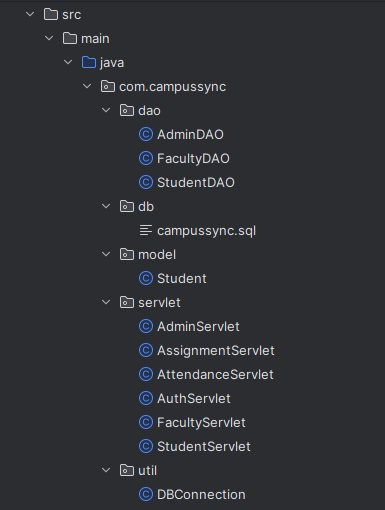 src
main
java
com.campussync
dao
AdminDAO
FacultyDAO
StudentDAO
db
campussync.sql
model
Student
servlet
AdminServlet
AssignmentServlet
AttendanceServlet
AuthServlet
FacultyServlet
StudentServlet
util
DBConnection